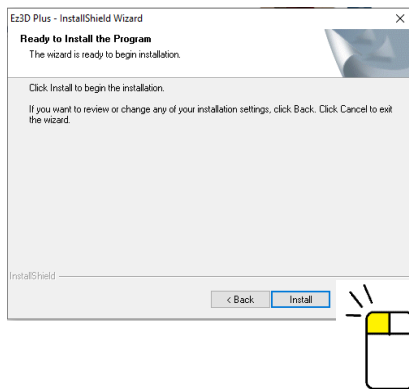 Ez3D Plus - InstallShield Wizard
Ready to Install the Program
The wizard is ready to begin installation.
Click Install to begin the installation.
If you want to review or change any of your installation settings, click Back. Click Cancel to exit
the wizard.
InstallShield
< Back
Install